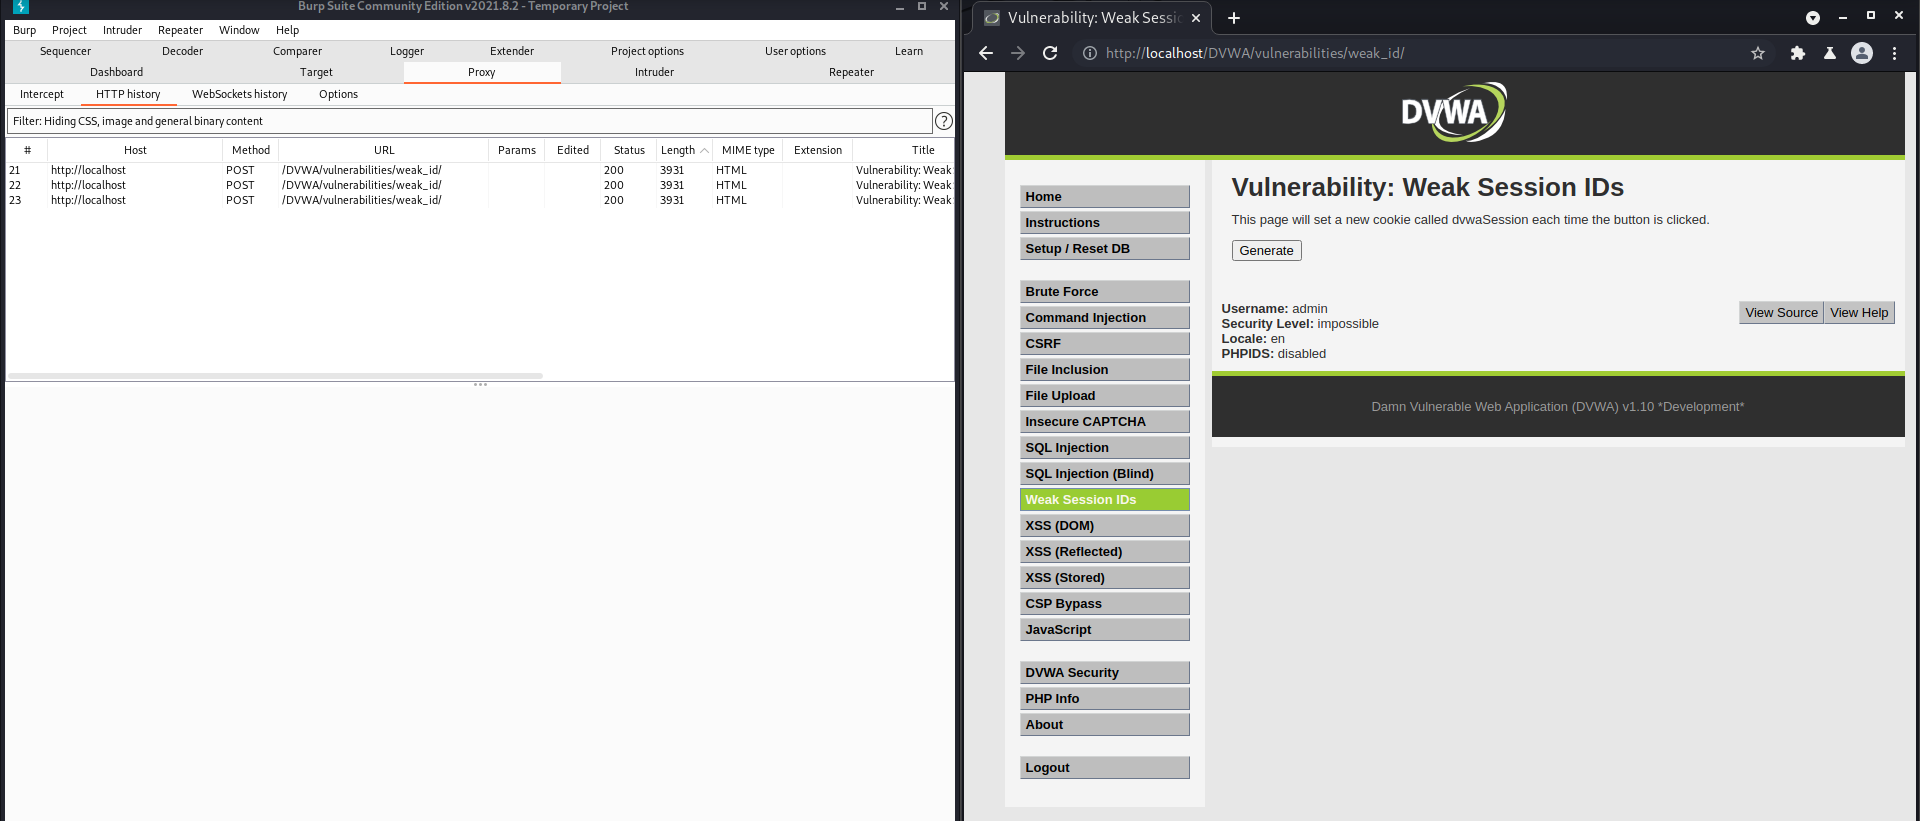 Burp Suite Community Edition v2021.8.2 - Temporary Project
Burp Project Intruder Repeater Window Help
Sequencer Decoder Comparer Logger Extender Project options User options Learn
Dashboard Target Proxy Intruder Repeater
Intercept HTTP history WebSockets history Options
Filter: Hiding CSS, image and general binary content
?
# Host Method URL Params Edited Status Length MIME type Extension Title
21 http://localhost POST /DVWA/vulnerabilities/weak_id/ 200 3931 HTML Vulnerability: Weak
22 http://localhost POST /DVWA/vulnerabilities/weak_id/ 200 3931 HTML Vulnerability: Weak
23 http://localhost POST /DVWA/vulnerabilities/weak_id/ 200 3931 HTML Vulnerability: Weak
Vulnerability: Weak Sessi
http://localhost/DVWA/vulnerabilities/weak_id/
DVWA
Home
Instructions
Setup / Reset DB
Brute Force
Command Injection
CSRF
File Inclusion
File Upload
Insecure CAPTCHA
SQL Injection
SQL Injection (Blind)
Weak Session IDs
XSS (DOM)
XSS (Reflected)
XSS (Stored)
CSP Bypass
JavaScript
DVWA Security
PHP Info
About
Logout
Vulnerability: Weak Session IDs
This page will set a new cookie called dvwaSession each time the button is clicked.
Generate
Username: admin
Security Level: impossible
Locale: en
PHPIDS: disabled
View Source View Help
Damn Vulnerable Web Application (DVWA) v1.10 *Development*